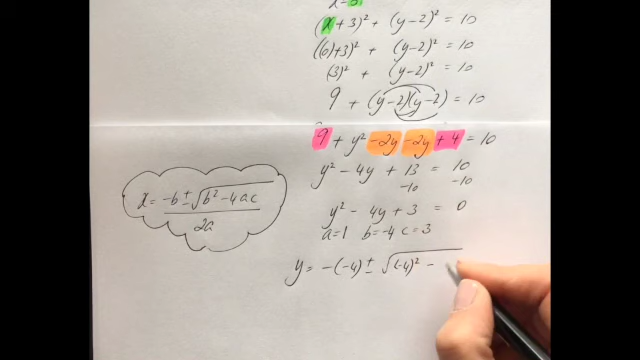 (x + 3)² + (y - 2)² = 10
((0) + 3)² + (y - 2)² = 10
(3)² + (y - 2)² = 10
9 + (y - 2)(y - 2) = 10
9 + y² - 2y - 2y + 4 = 10
y² - 4y + 13 = 10
-10 -10
y² - 4y + 3 = 0
a=1 b=-4 c=3
x = -b ± √b² - 4ac
2a
y = -(-4) ± √(-4)² -